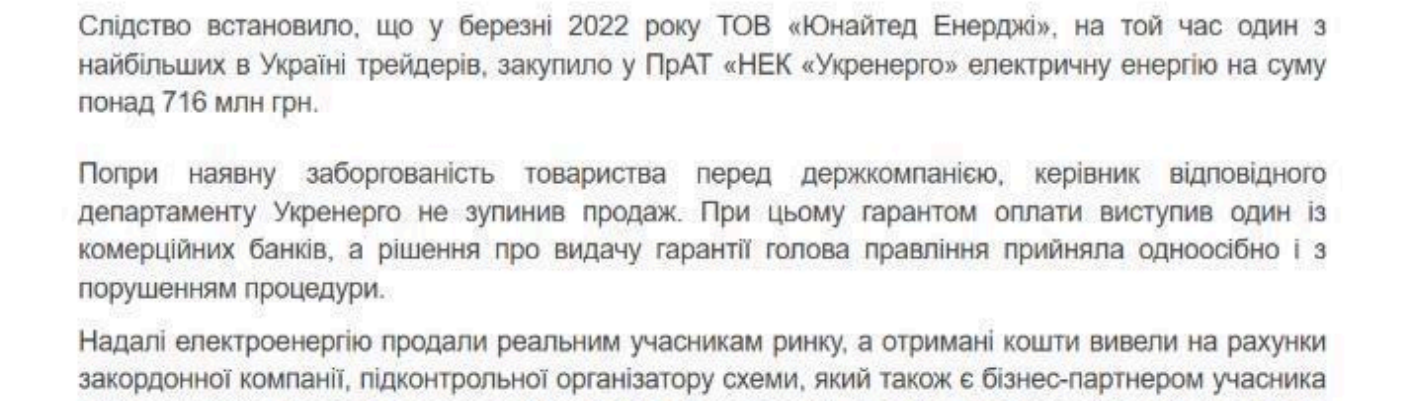 Слідство встановило, що у березні 2022 року ТОВ «Юнайтед Енерджі», на той час один з
найбільших в Україні трейдерів, закупило у ПрАТ «НЕК «Укренерго» електричну енергію на суму
понад 716 млн грн.
Попри наявну заборгованість товариства перед держкомпанією, керівник відповідного
департаменту Укренерго не зупинив продаж. При цьому гарантом оплати виступив один із
комерційних банків, а рішення про видачу гарантії голова правління прийняла одноосібно і з
порушенням процедури.
Надалі електроенергію продали реальним учасникам ринку, а отримані кошти вивели на рахунки
закордонної компанії, підконтрольної організатору схеми, який також є бізнес-партнером учасника